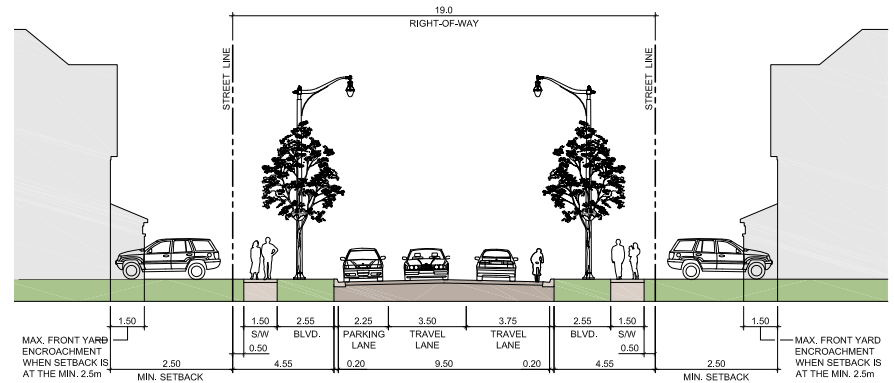 19.0
RIGHT-OF-WAY
STREET LINE
STREET LINE
1.50
1.50 2.55 2.25 3.50 3.75 2.55 1.50
1.50
S/W BLVD. PARKING LANE TRAVEL LANE TRAVEL LANE BLVD. S/W
0.50
0.50
MAX. FRONT YARD
ENCROACHMENT
WHEN SETBACK IS
AT THE MIN. 2.5m
MAX. FRONT YARD
ENCROACHMENT
WHEN SETBACK IS
AT THE MIN. 2.5m
2.50 4.55 0.20 9.50 0.20 4.55 2.50
MIN. SETBACK
MIN. SETBACK